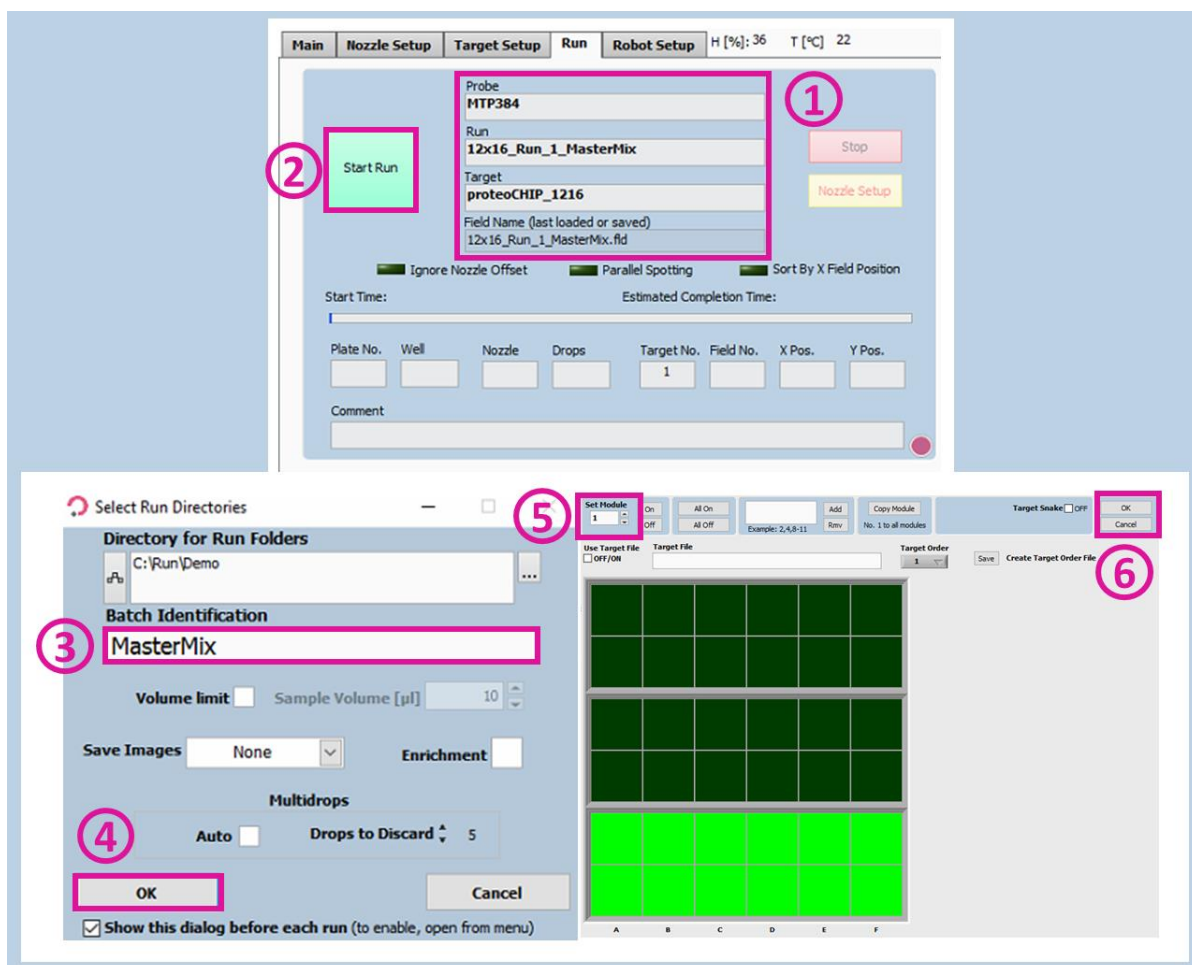 Main Nozzle Setup Target Setup Run Robot Setup H [%]: 36 T [°C] 22
Probe
MTP384
1
Run
12x16_Run_1_MasterMix
Stop
2
Start Run
Target
proteoCHIP_1216
Nozzle Setup
Field Name (last loaded or saved)
12x16_Run_1_MasterMix.fld
Ignore Nozzle Offset Parallel Spotting Sort By X Field Position
Start Time: Estimated Completion Time:
Plate No. Well Nozzle Drops Target No. Field No. X Pos. Y Pos.
1
Comment
Select Run Directories
Directory for Run Folders
C:\Run\Demo
...
Batch Identification
3
MasterMix
Volume limit Sample Volume [µl] 10
Save Images None Enrichment
Multidrops
4
Auto Drops to Discard 5
OK Cancel
Show this dialog before each run (to enable, open from menu)
5
Set Module
1
On All On Add Copy Module Target Snake OFF OK
Off All Off Example: 2,4,8-11 Rmv No. 1 to all modules Cancel
6
Use Target File Target File Target Order
OFF/ON 1 Save Create Target Order File
A B C D E F